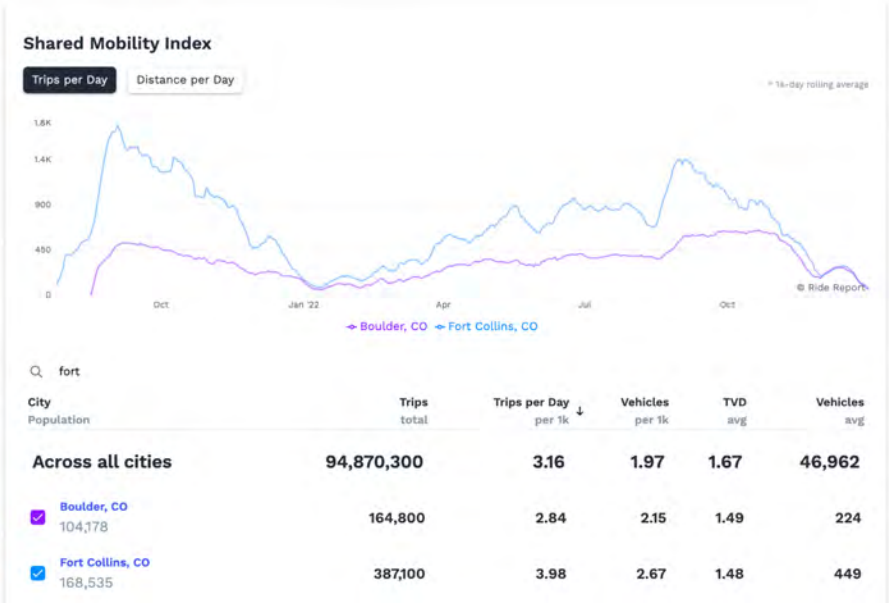 Shared Mobility Index
Trips per Day Distance per Day
* 14-day rolling average
1.8K
1.4K
900
450
0
Oct Jan '22 Apr Jul Oct
© Ride Report
Boulder, CO Fort Collins, CO
fort
City Trips Trips per Day ↓ Vehicles TVD Vehicles
Population total per 1k per 1k avg avg
Across all cities 94,870,300 3.16 1.97 1.67 46,962
Boulder, CO
104,178 164,800 2.84 2.15 1.49 224
Fort Collins, CO
168,535 387,100 3.98 2.67 1.48 449